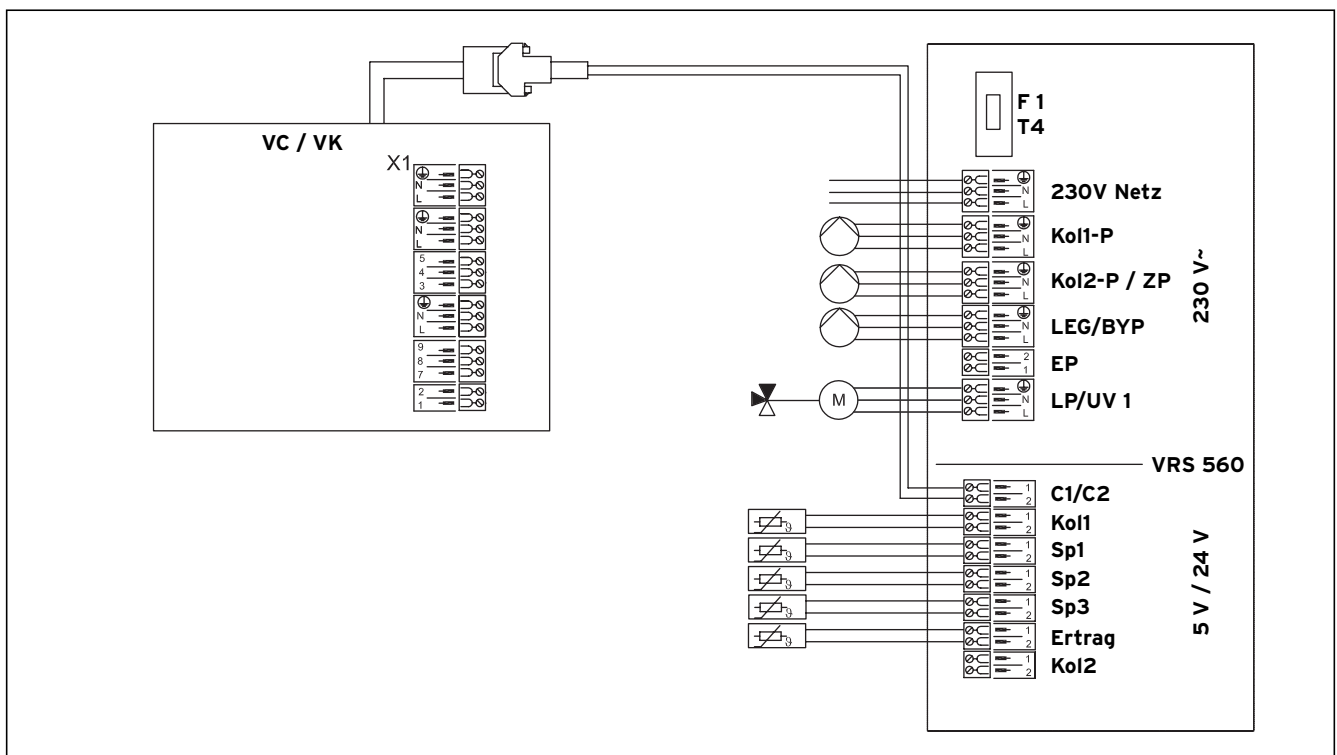 VC / VK
X1
N
L
N
L
5
4
3
N
L
9
8
7
2
1
F 1
T4
N
L
230V Netz
N
L
Kol1-P
N
L
Kol2-P / ZP
N
L
LEG/BYP
2
1
EP
M
N
L
LP/UV 1
230 V~
VRS 560
1
2
C1/C2
ϑ
1
2
Kol1
ϑ
1
2
Sp1
ϑ
1
2
Sp2
ϑ
1
2
Sp3
ϑ
1
2
Ertrag
1
2
Kol2
5 V / 24 V